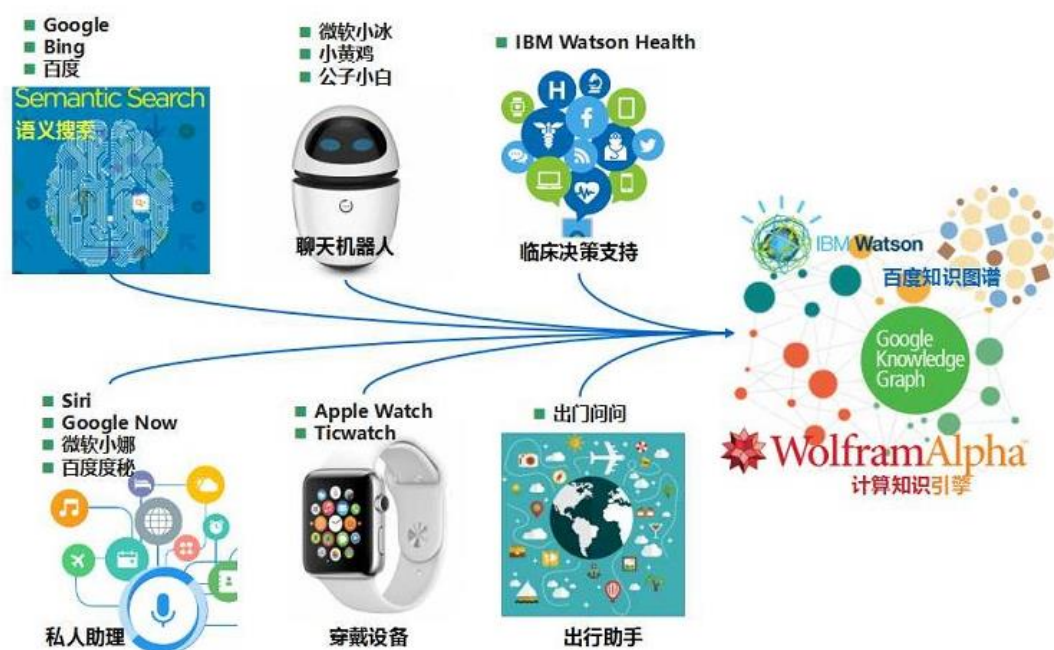 Google
Bing
百度
Semantic Search
语义搜索
微软小冰
小黄鸡
公子小白
聊天机器人
IBM Watson Health
H
f
临床决策支持
IBM Watson
百度知识图谱
Google
Knowledge
Graph
WolframAlpha
计算知识引擎
Siri
Google Now
微软小娜
百度度秘
私人助理
Apple Watch
Ticwatch
穿戴设备
出门问问
出行助手